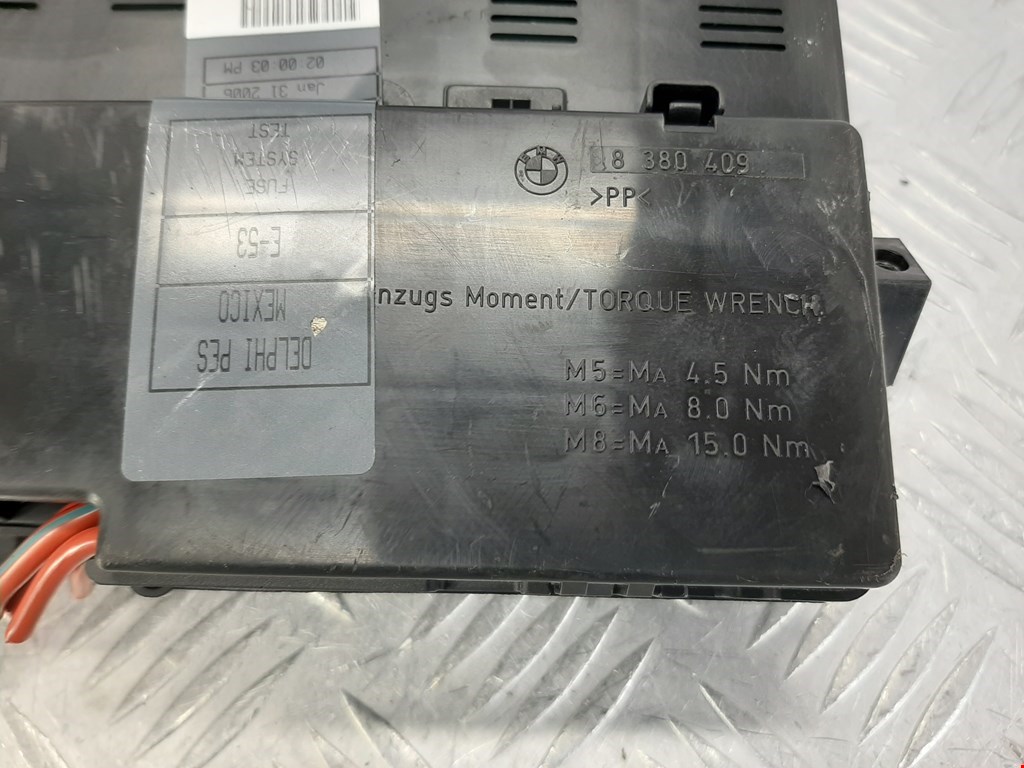 BMW
8 380 409
>PP<
nzugs Moment/TORQUE WRENCH
M5=MA 4.5 Nm
M6=MA 8.0 Nm
M8=MA 15.0 Nm
DELPHI PES
MEXICO
E-53
FUSE
SYSTEM
TEST
Jan 31 2006
02:00:03 PM